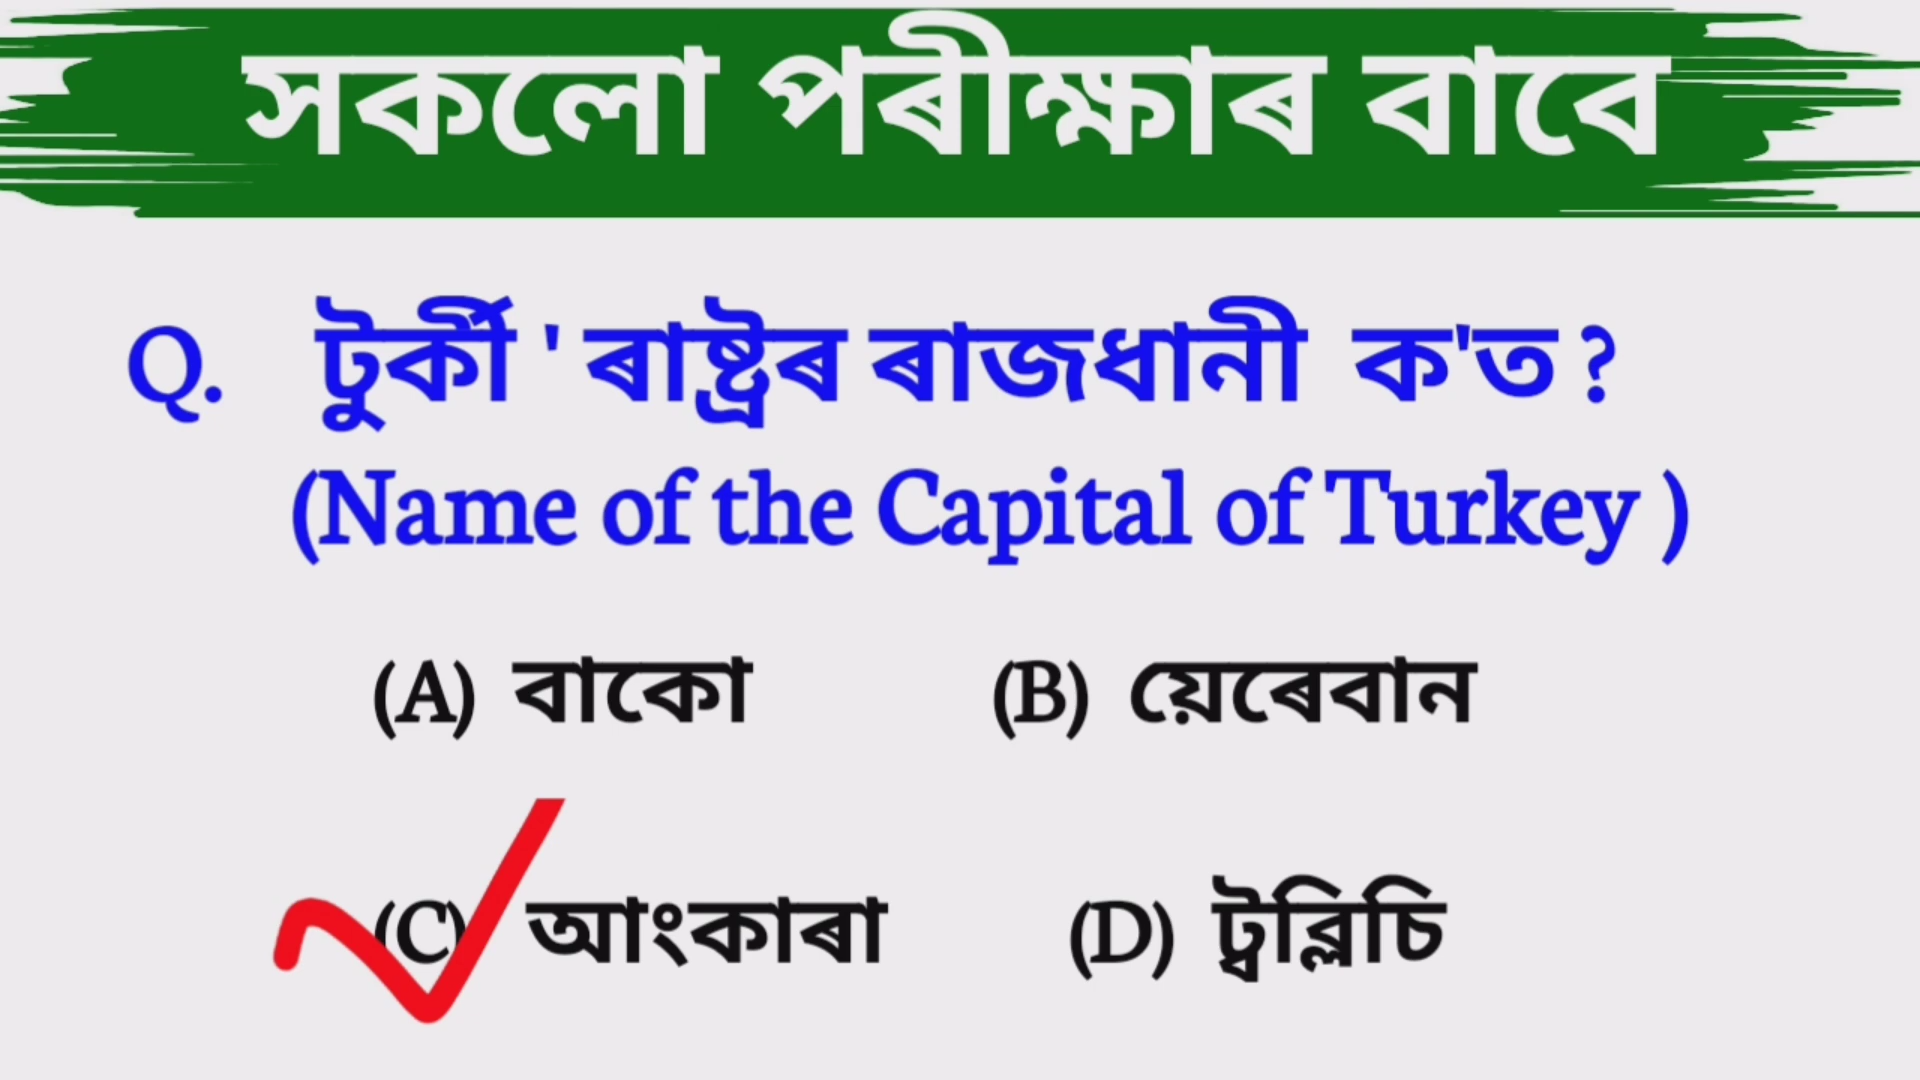 সকলো পৰীক্ষাৰ বাবে
Q. টুৰ্কী ' ৰাষ্ট্ৰৰ ৰাজধানী ক'ত ?
(Name of the Capital of Turkey )
(A) বাকো (B) য়েৰেবান
(C) আংকাৰা (D) ট্বিব্লিচি